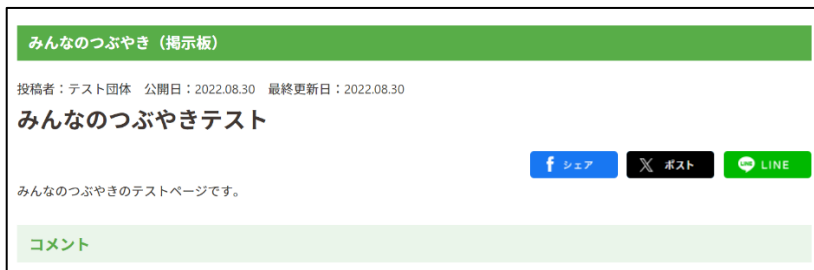 みんなのつぶやき（掲示板）
投稿者：テスト団体　公開日：2022.08.30　最終更新日：2022.08.30
みんなのつぶやきテスト
f シェア　X ポスト　LINE LINE
みんなのつぶやきのテストページです。
コメント